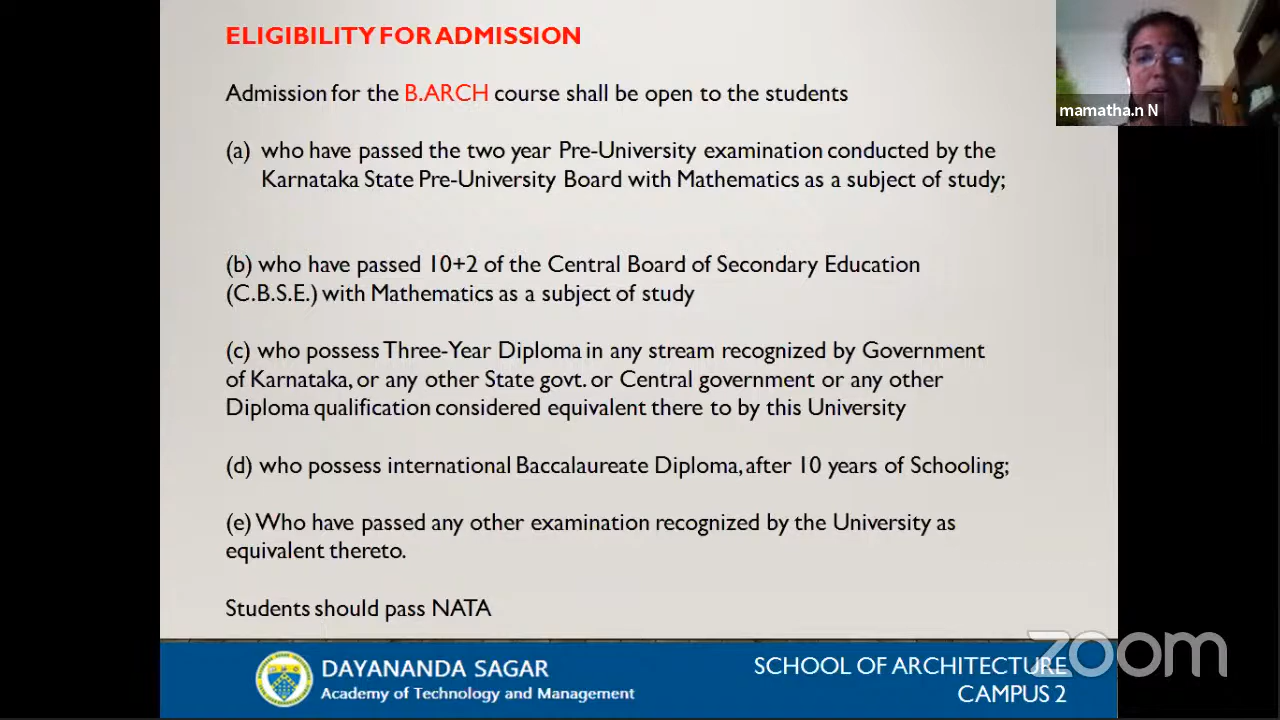 ELIGIBILITY FOR ADMISSION
Admission for the B.ARCH course shall be open to the students
mamatha.n N
(a) who have passed the two year Pre-University examination conducted by the
Karnataka State Pre-University Board with Mathematics as a subject of study;
(b) who have passed 10+2 of the Central Board of Secondary Education
(C.B.S.E.) with Mathematics as a subject of study
(c) who possess Three-Year Diploma in any stream recognized by Government
of Karnataka, or any other State govt. or Central government or any other
Diploma qualification considered equivalent there to by this University
(d) who possess international Baccalaureate Diploma, after 10 years of Schooling;
(e) Who have passed any other examination recognized by the University as
equivalent thereto.
Students should pass NATA
DAYANANDA SAGAR
Academy of Technology and Management
SCHOOL OF ARCHITECTURE
CAMPUS 2
zoom